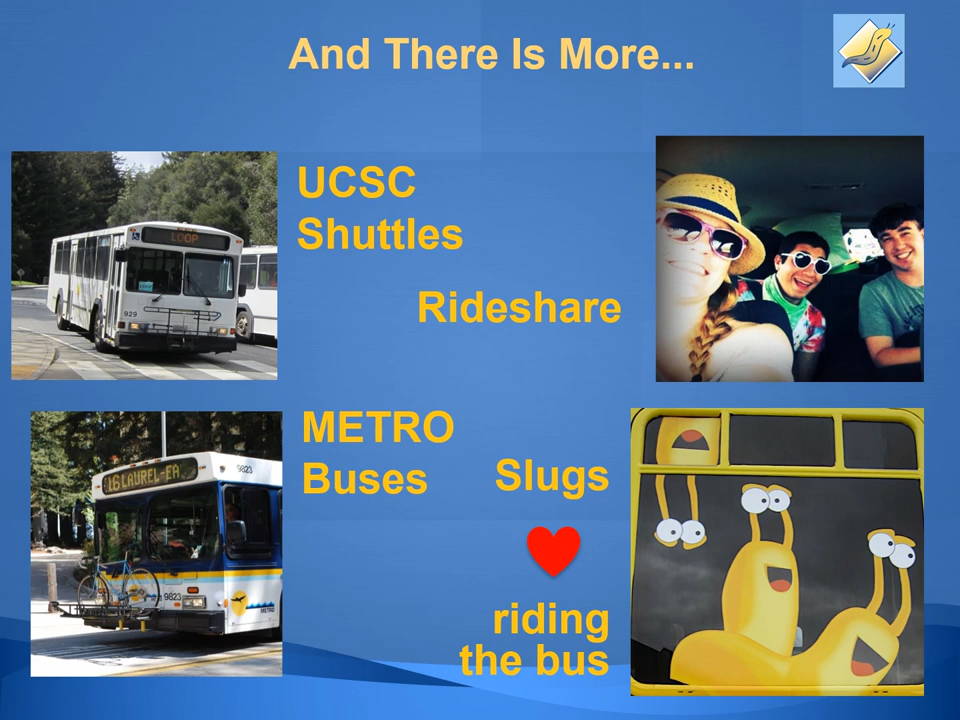 And There Is More...
UCSC
Shuttles
LOOP
929
Rideshare
METRO
Buses
16 LAUREL-EA
9823
9823
METRO
Slugs
riding
the bus